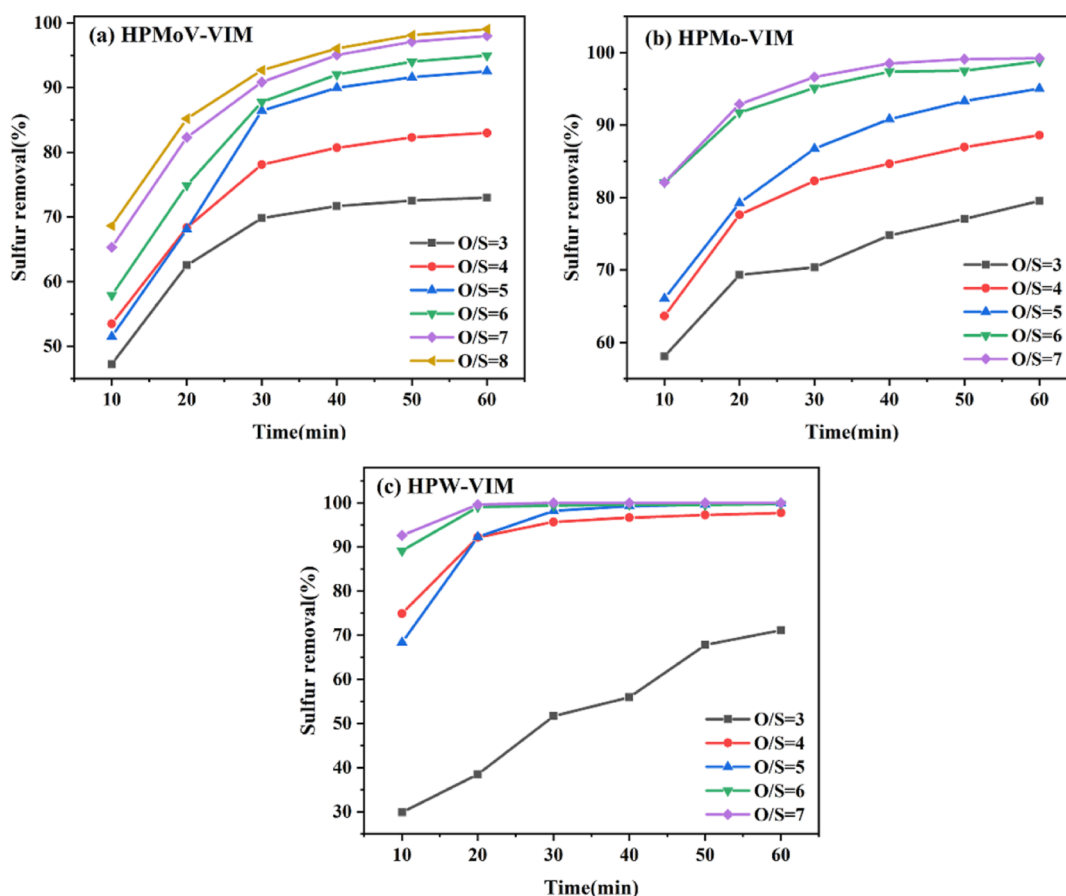 (a) HPMoV-VIM
Sulfur removal(%)
100
90
80
70
60
50
10 20 30 40 50 60
Time(min)
O/S=3
O/S=4
O/S=5
O/S=6
O/S=7
O/S=8
(b) HPMo-VIM
Sulfur removal(%)
100
90
80
70
60
10 20 30 40 50 60
Time(min)
O/S=3
O/S=4
O/S=5
O/S=6
O/S=7
(c) HPW-VIM
Sulfur removal(%)
100
90
80
70
60
50
40
30
10 20 30 40 50 60
Time(min)
O/S=3
O/S=4
O/S=5
O/S=6
O/S=7